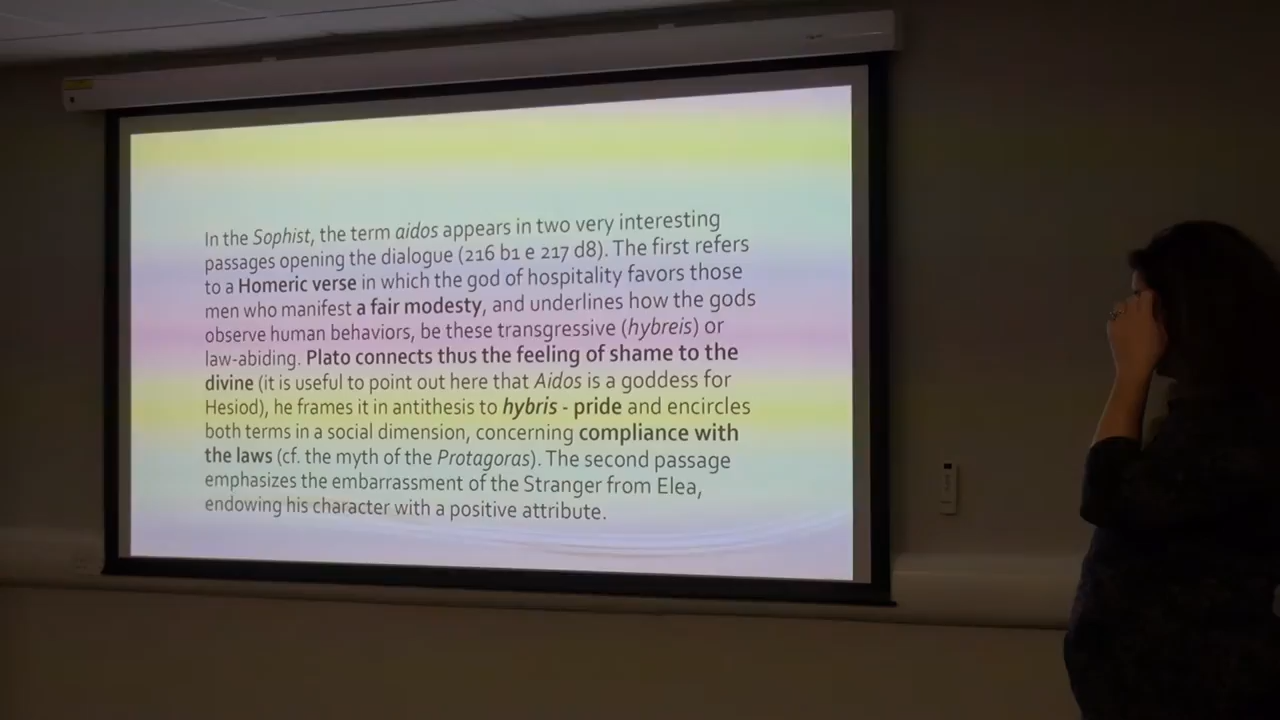 In the Sophist, the term aidos appears in two very interesting
passages opening the dialogue (216 b1 e 217 d8). The first refers
to a Homeric verse in which the god of hospitality favors those
men who manifest a fair modesty, and underlines how the gods
observe human behaviors, be these transgressive (hybreis) or
law-abiding. Plato connects thus the feeling of shame to the
divine (it is useful to point out here that Aidos is a goddess for
Hesiod), he frames it in antithesis to hybris - pride and encircles
both terms in a social dimension, concerning compliance with
the laws (cf. the myth of the Protagoras). The second passage
emphasizes the embarrassment of the Stranger from Elea,
endowing his character with a positive attribute.